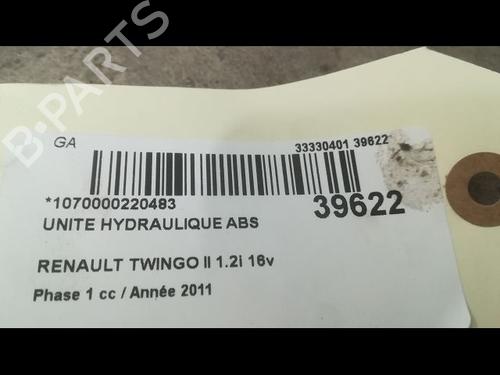 B-PARTS
GA
33330401 39622
*1070000220483
39622
UNITE HYDRAULIQUE ABS
RENAULT TWINGO II 1.2i 16v
Phase 1 cc / Année 2011